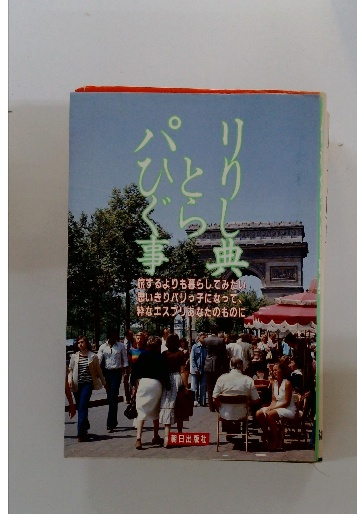 パリ
ひとり
ぐらし
事典
旅するよりも暮らしてみたい
思いきりパリっ子になって、
粋なエスプリあなたのものに
朝日出版社